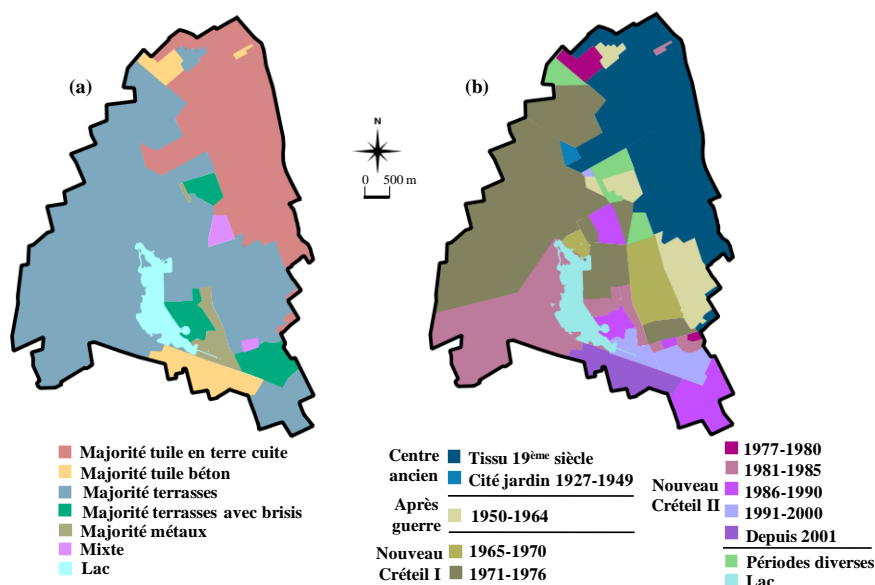 (a)
(b)
N
0 500 m
Majorité tuile en terre cuite
Majorité tuile béton
Majorité terrasses
Majorité terrasses avec brisis
Majorité métaux
Mixte
Lac
Centre ancien
Tissu 19ème siècle
Cité jardin 1927-1949
Après guerre
1950-1964
Nouveau Créteil I
1965-1970
1971-1976
Nouveau Créteil II
1977-1980
1981-1985
1986-1990
1991-2000
Depuis 2001
Périodes diverses
Lac